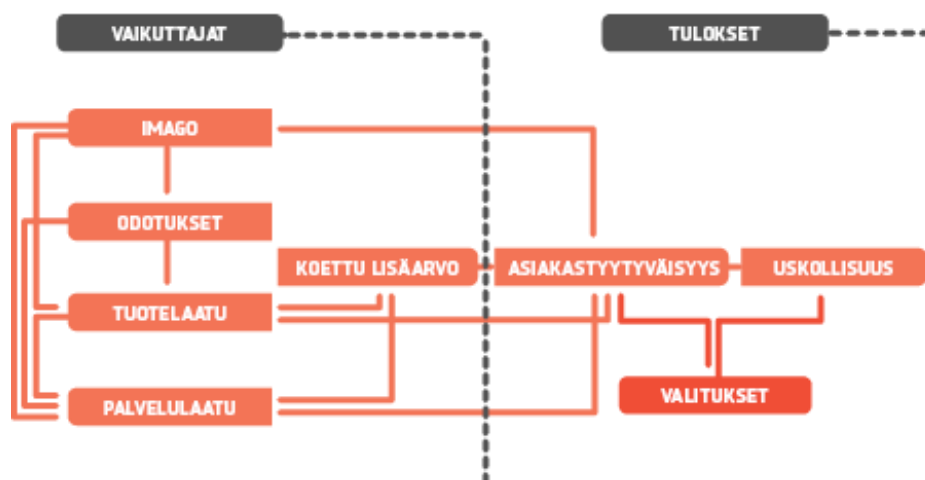 VAIKUTTAJAT
TULOKSET
IMAGO
ODOTUKSET
KOETTU LISÄARVO
ASIAKASTYYTYVÄISYYS
USKOLLISUUS
TUOTELAATU
VALITUKSET
PALVELULAATU